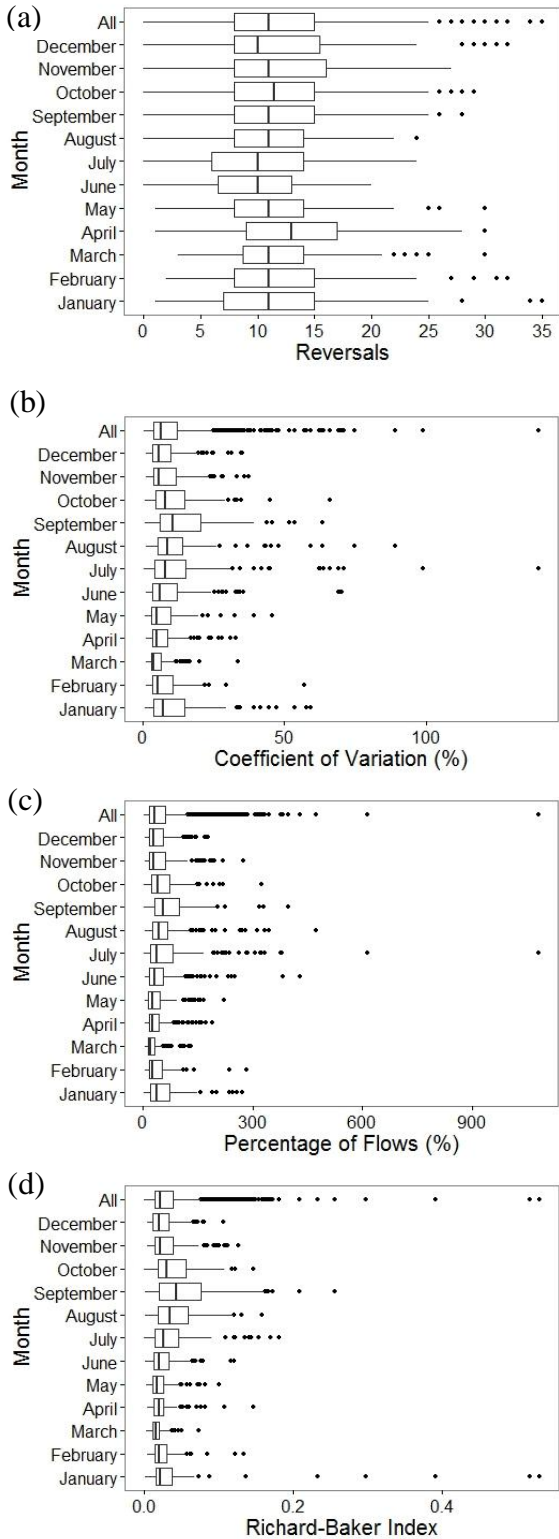 (a)
Month
All
December
November
October
September
August
July
June
May
April
March
February
January
0 5 10 15 20 25 30 35
Reversals
(b)
Month
All
December
November
October
September
August
July
June
May
April
March
February
January
0 50 100
Coefficient of Variation (%)
(c)
Month
All
December
November
October
September
August
July
June
May
April
March
February
January
0 300 600 900
Percentage of Flows (%)
(d)
Month
All
December
November
October
September
August
July
June
May
April
March
February
January
0.0 0.2 0.4
Richard-Baker Index